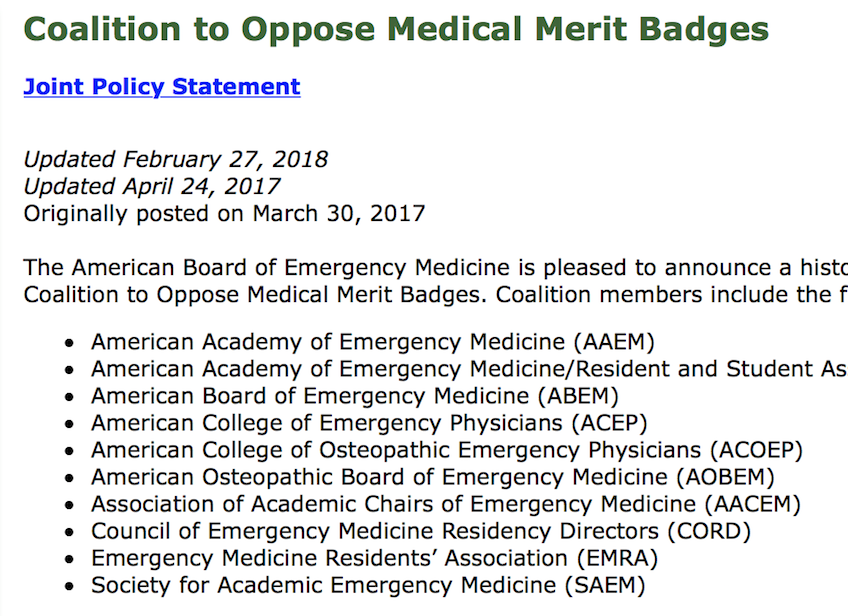 Coalition to Oppose Medical Merit Badges
Joint Policy Statement
Updated February 27, 2018
Updated April 24, 2017
Originally posted on March 30, 2017
The American Board of Emergency Medicine is pleased to announce a
Coalition to Oppose Medical Merit Badges. Coalition members include the
• American Academy of Emergency Medicine (AAEM)
• American Academy of Emergency Medicine/Resident and Student
• American Board of Emergency Medicine (ABEM)
• American College of Emergency Physicians (ACEP)
• American College of Osteopathic Emergency Physicians (ACOEP)
• American Osteopathic Board of Emergency Medicine (AOBEM)
• Association of Academic Chairs of Emergency Medicine (AACEM)
• Council of Emergency Medicine Residency Directors (CORD)
• Emergency Medicine Residents’ Association (EMRA)
• Society for Academic Emergency Medicine (SAEM)